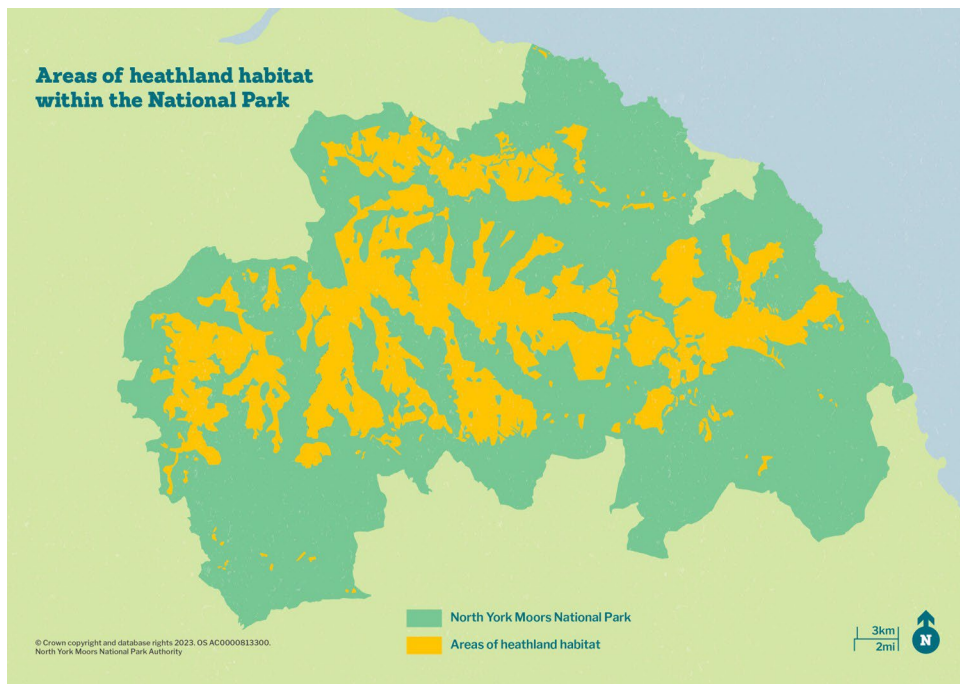 Areas of heathland habitat
within the National Park
North York Moors National Park
Areas of heathland habitat
© Crown copyright and database rights 2023. OS AC0000813300.
North York Moors National Park Authority
3km
2mi
N